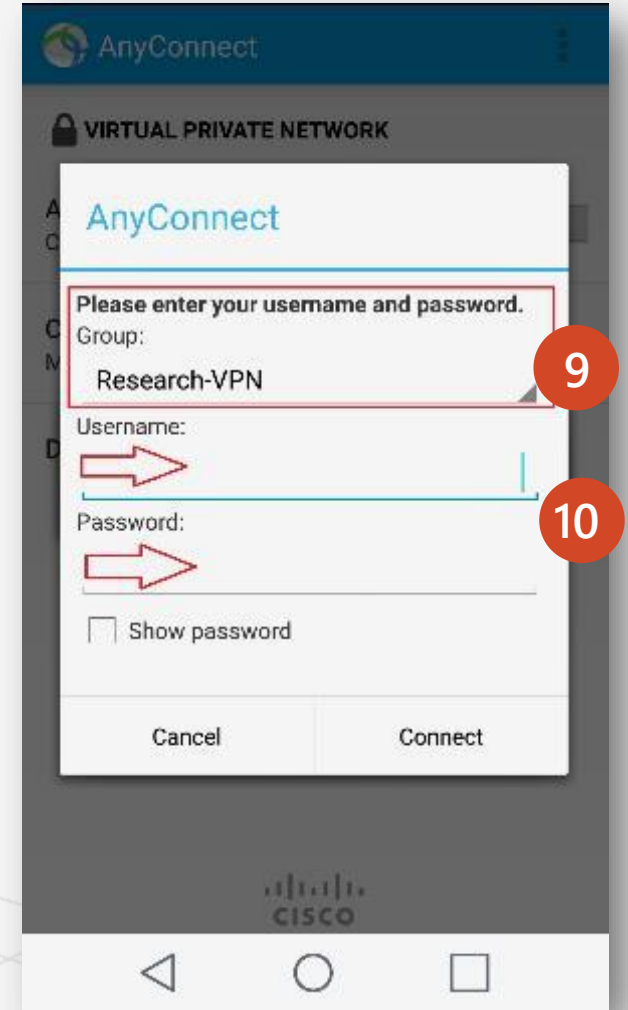 AnyConnect
VIRTUAL PRIVATE NETWORK
AnyConnect
Please enter your username and password.
Group:
Research-VPN
9
Username:
10
Password:
Show password
Cancel
Connect
CISCO